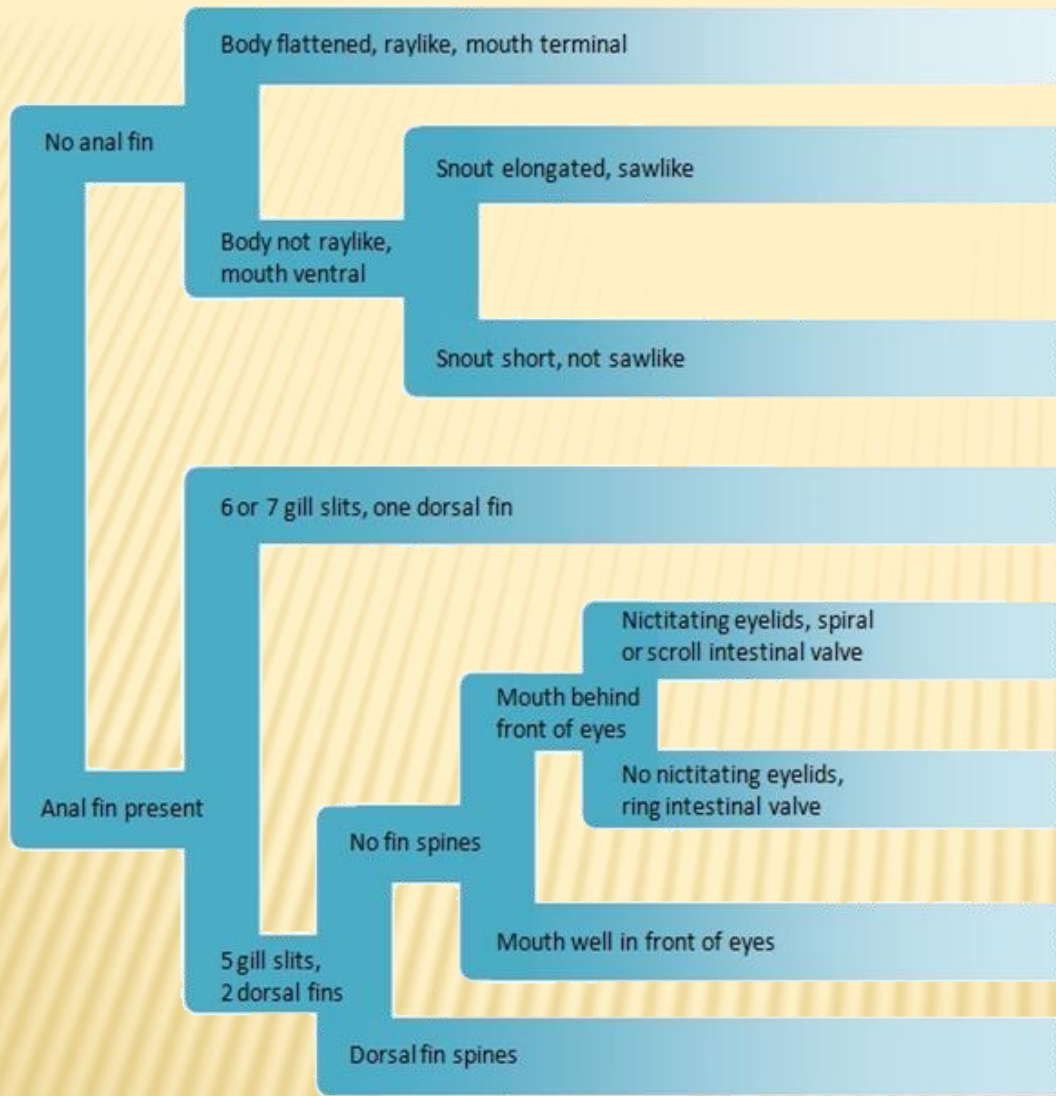 Body flattened, raylike, mouth terminal
No anal fin
Snout elongated, sawlike
Body not raylike,
mouth ventral
Snout short, not sawlike
6 or 7 gill slits, one dorsal fin
Nictitating eyelids, spiral
or scroll intestinal valve
Mouth behind
front of eyes
No nictitating eyelids,
ring intestinal valve
Anal fin present
No fin spines
Mouth well in front of eyes
5 gill slits,
2 dorsal fins
Dorsal fin spines